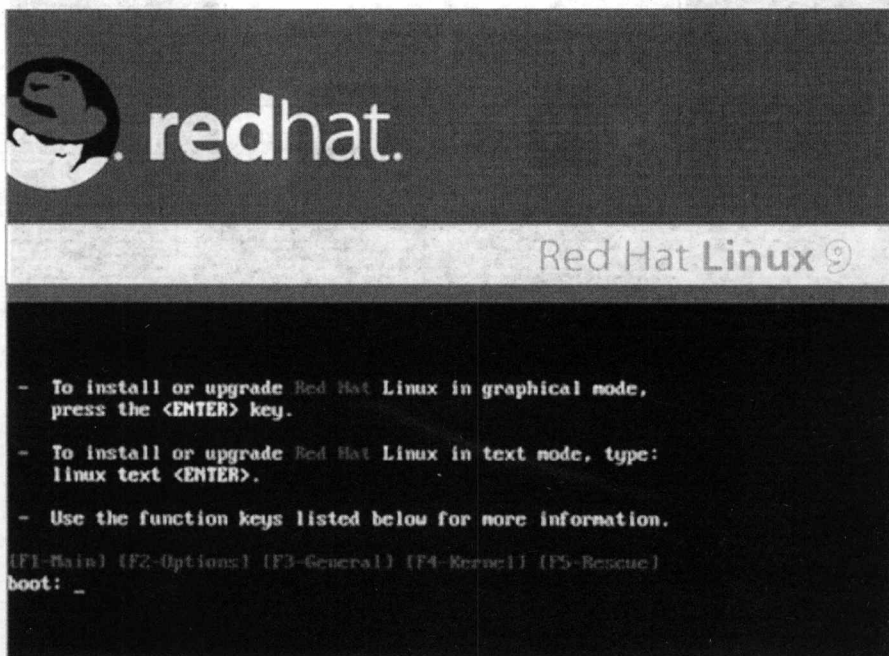 redhat.
Red Hat Linux 9
- To install or upgrade Red Hat Linux in graphical mode,
press the <ENTER> key.
- To install or upgrade Red Hat Linux in text mode, type:
linux text <ENTER>.
- Use the function keys listed below for more information.
[F1-Main] [F2-Options] [F3-General] [F4-Kernel] [F5-Rescue]
boot: _